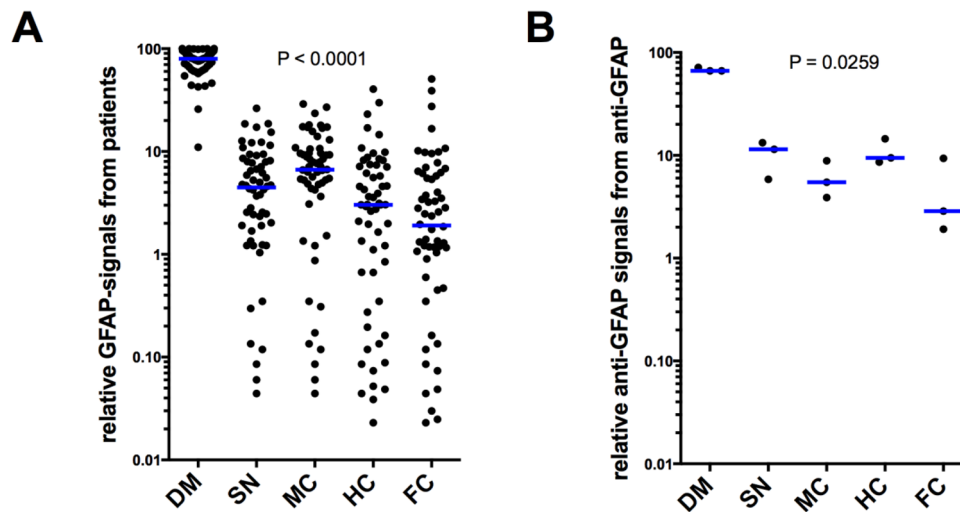 A
relative GFAP-signals from patients
100
10
1
0.10
0.01
P < 0.0001
DM
SN
MC
HC
FC
B
relative anti-GFAP signals from anti-GFAP
100
10
1
0.10
0.01
P = 0.0259
DM
SN
MC
HC
FC